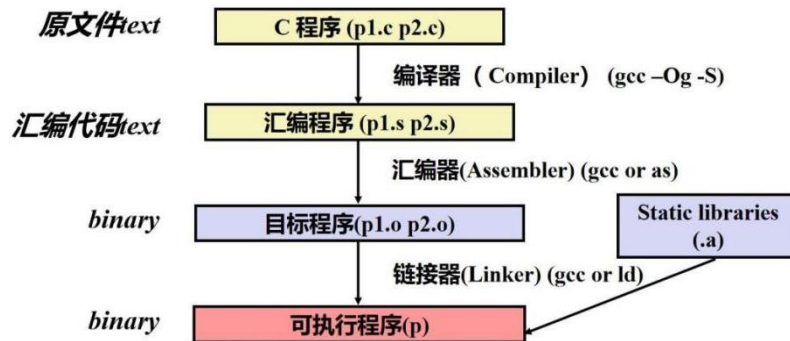 原文件text
C 程序 (p1.c p2.c)
编译器（ Compiler） (gcc –Og -S)
汇编代码text
汇编程序 (p1.s p2.s)
汇编器(Assembler) (gcc or as)
binary
目标程序(p1.o p2.o)
Static libraries
(.a)
链接器(Linker) (gcc or ld)
binary
可执行程序(p)